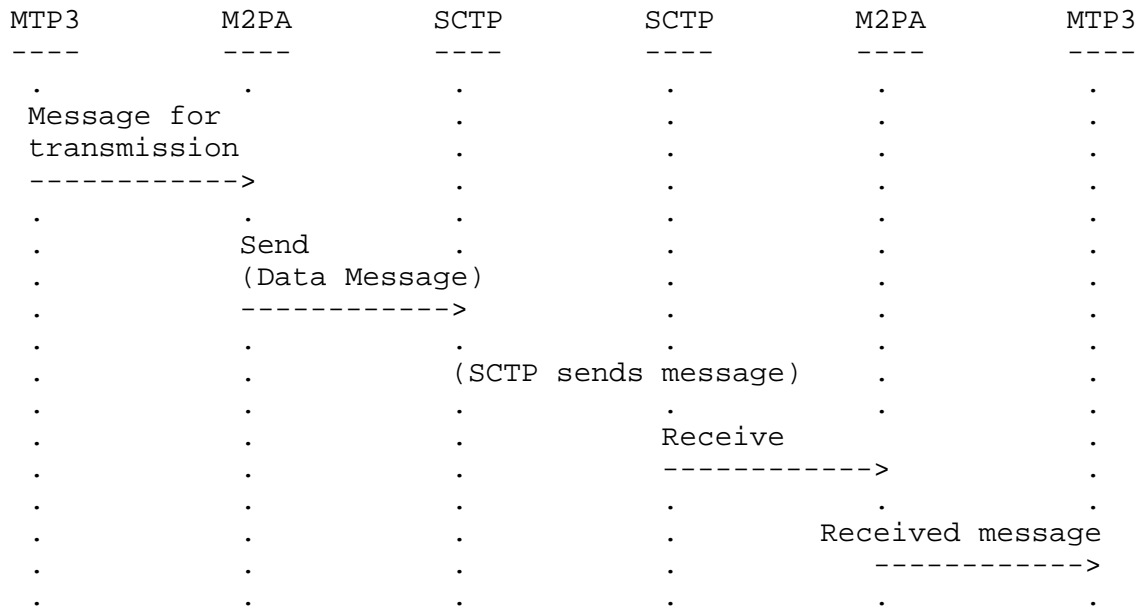 MTP3        M2PA        SCTP        SCTP        M2PA        MTP3
----        ----        ----        ----        ----        ----
 .           .           .           .           .           .
 Message for             .           .           .           .
 transmission            .           .           .           .
 ------------>           .           .           .           .
 .           .           .           .           .           .
 .           Send        .           .           .           .
 .           (Data Message)          .           .           .
 .           ------------>           .           .           .
 .           .           .           .           .           .
 .           .           (SCTP sends message)    .           .
 .           .           .           .           .           .
 .           .           .           Receive                 .
 .           .           .           ------------>           .
 .           .           .           .           .           .
 .           .           .           .        Received message
 .           .           .           .           ------------>
 .           .           .           .           .           .